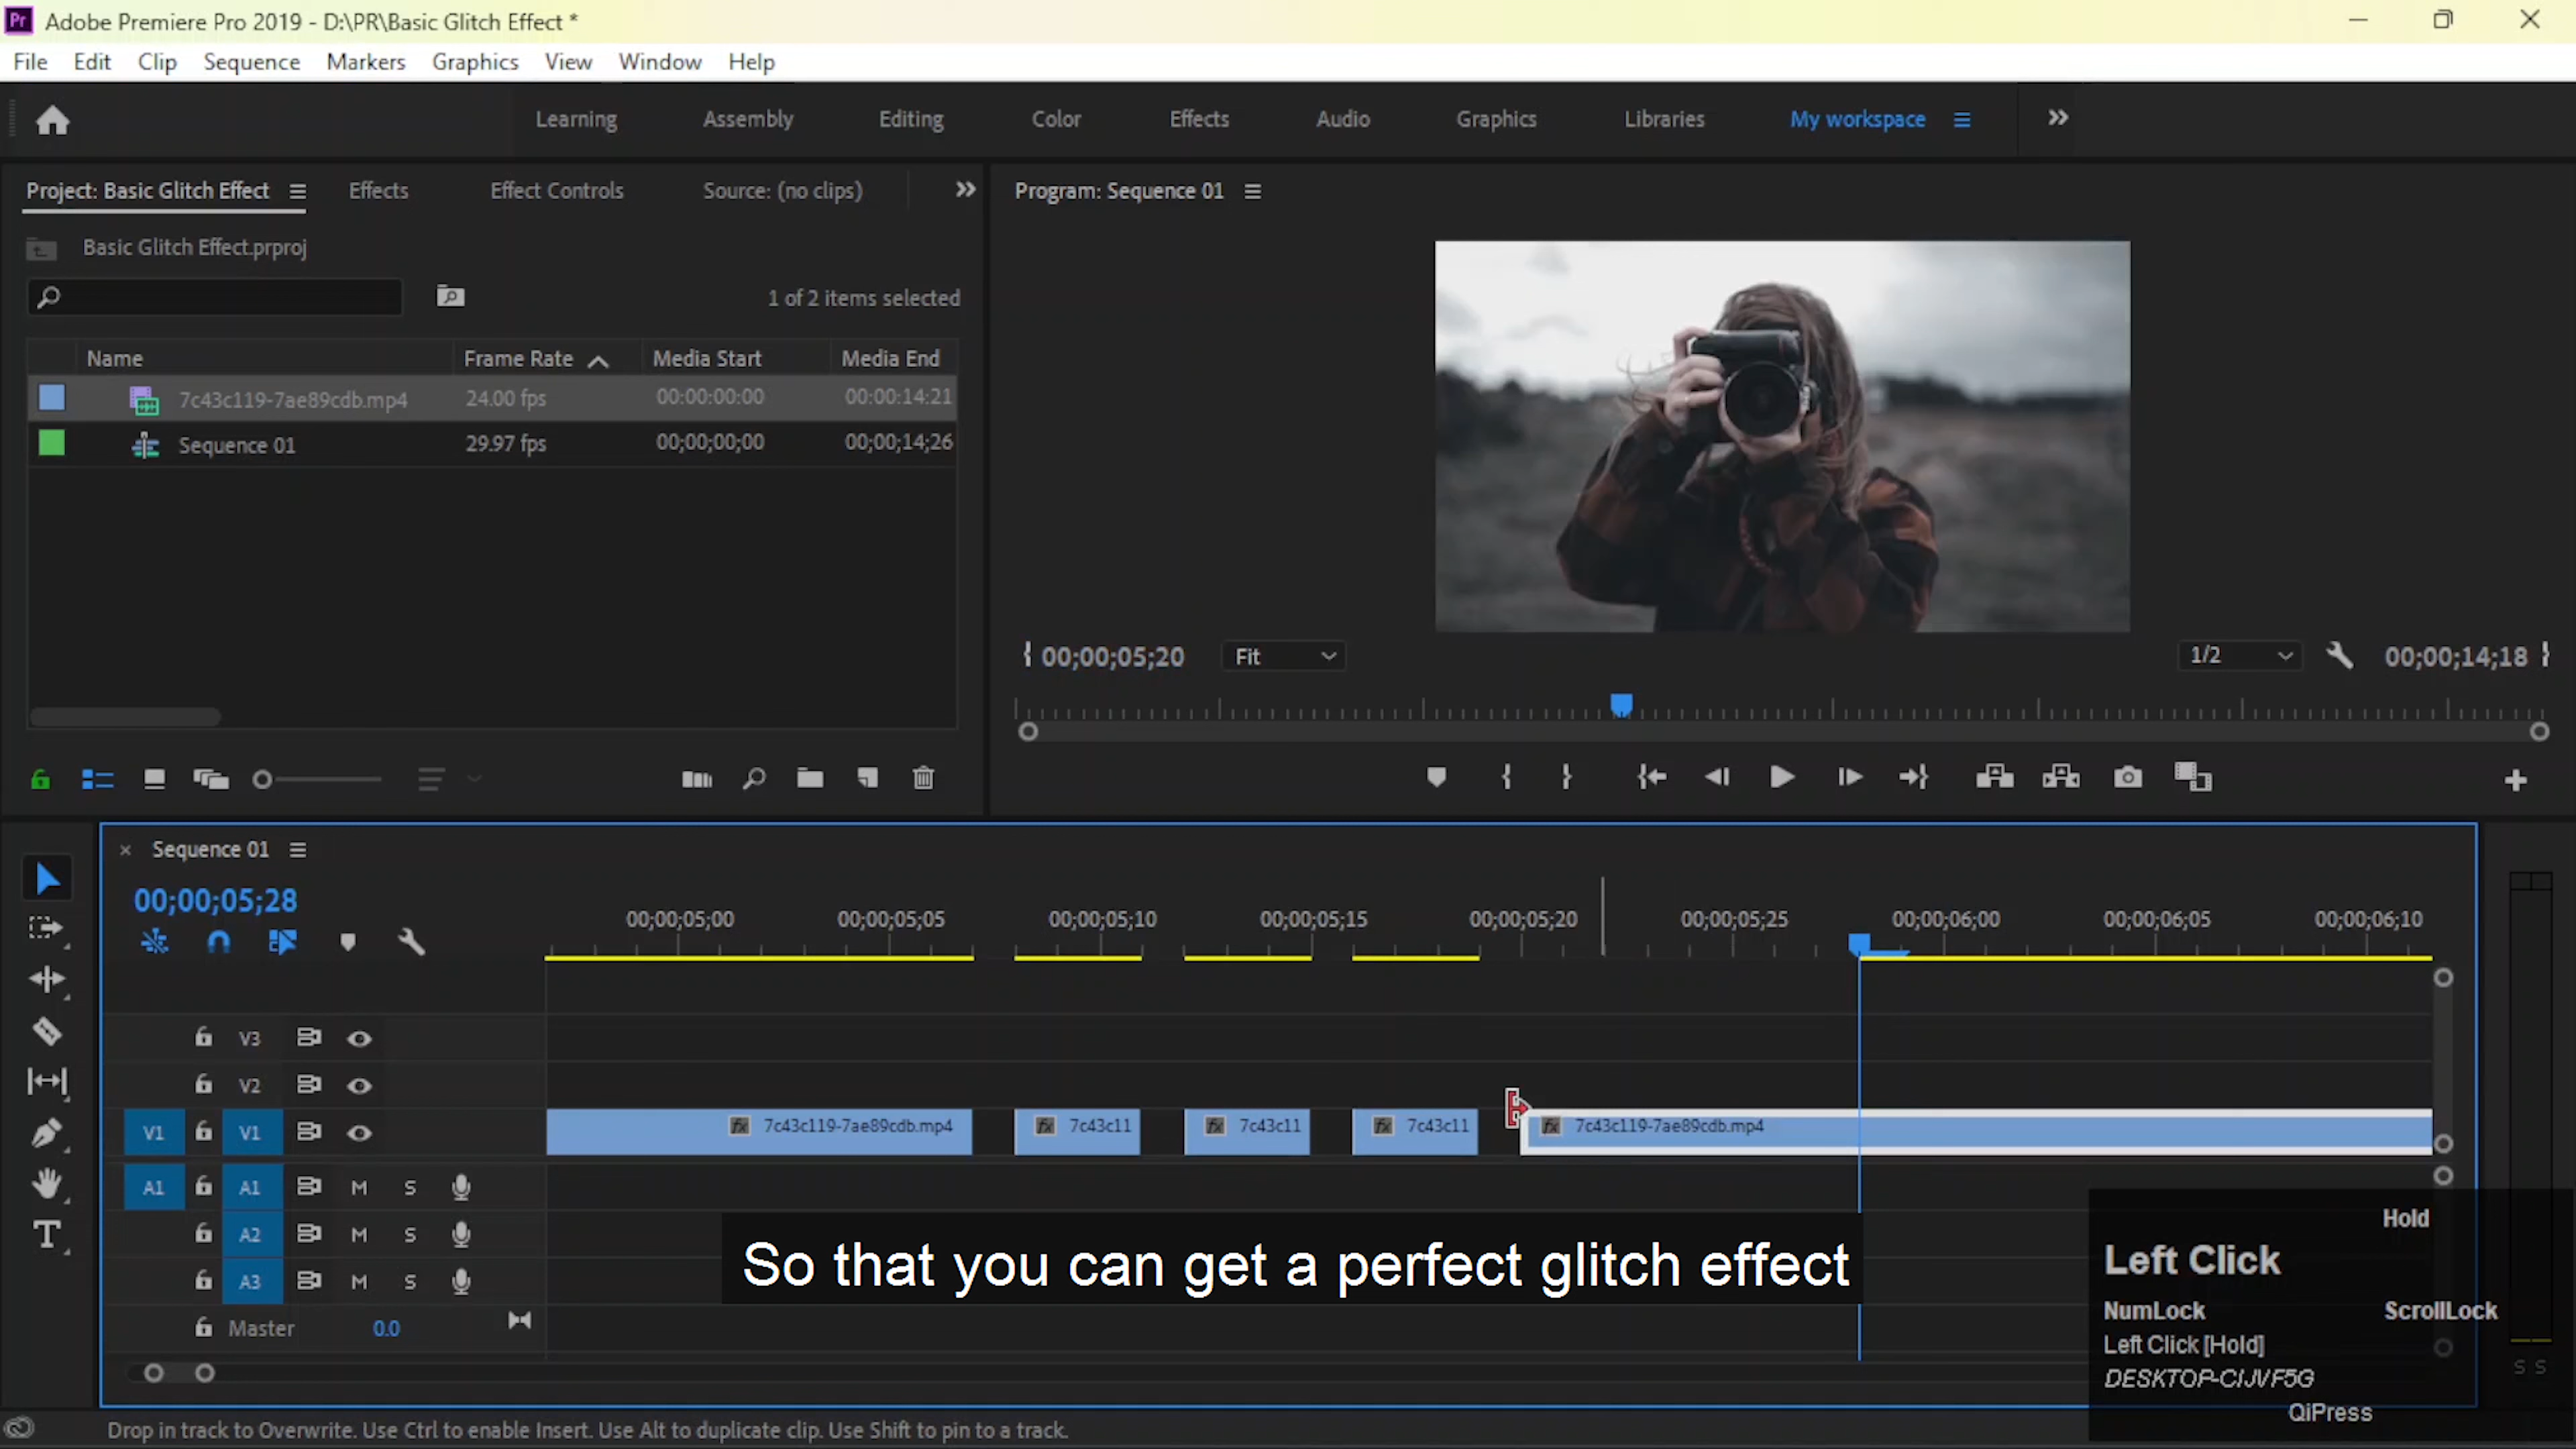 Pr Adobe Premiere Pro 2019 - D:\PR\Basic Glitch Effect *
File Edit Clip Sequence Markers Graphics View Window Help
Learning Assembly Editing Color Effects Audio Graphics Libraries My workspace
Project: Basic Glitch Effect Effects Effect Controls Source: (no clips)
Program: Sequence 01
Basic Glitch Effect.prproj
1 of 2 items selected
Name Frame Rate Media Start Media End
7c43c119-7ae89cdb.mp4 24.00 fps 00:00:00:00 00:00:14:21
Sequence 01 29.97 fps 00;00;00;00 00;00;14;26
00;00;05;20 Fit 1/2 00;00;14;18
Sequence 01
00;00;05;28
00;00;05;00 00;00;05;05 00;00;05;10 00;00;05;15 00;00;05;20 00;00;05;25 00;00;06;00 00;00;06;05 00;00;06;10
V3
V2
V1 V1 fx 7c43c119-7ae89cdb.mp4 fx 7c43c11 fx 7c43c11 fx 7c43c11 fx 7c43c119-7ae89cdb.mp4
A1 A1 M S
A2 M S
A3 M S
Master 0.0
So that you can get a perfect glitch effect
Hold
Left Click
NumLock ScrollLock
Left Click [Hold]
DESKTOP-CIJVF5G
QiPress
S S
T
Drop in track to Overwrite. Use Ctrl to enable Insert. Use Alt to duplicate clip. Use Shift to pin to a track.